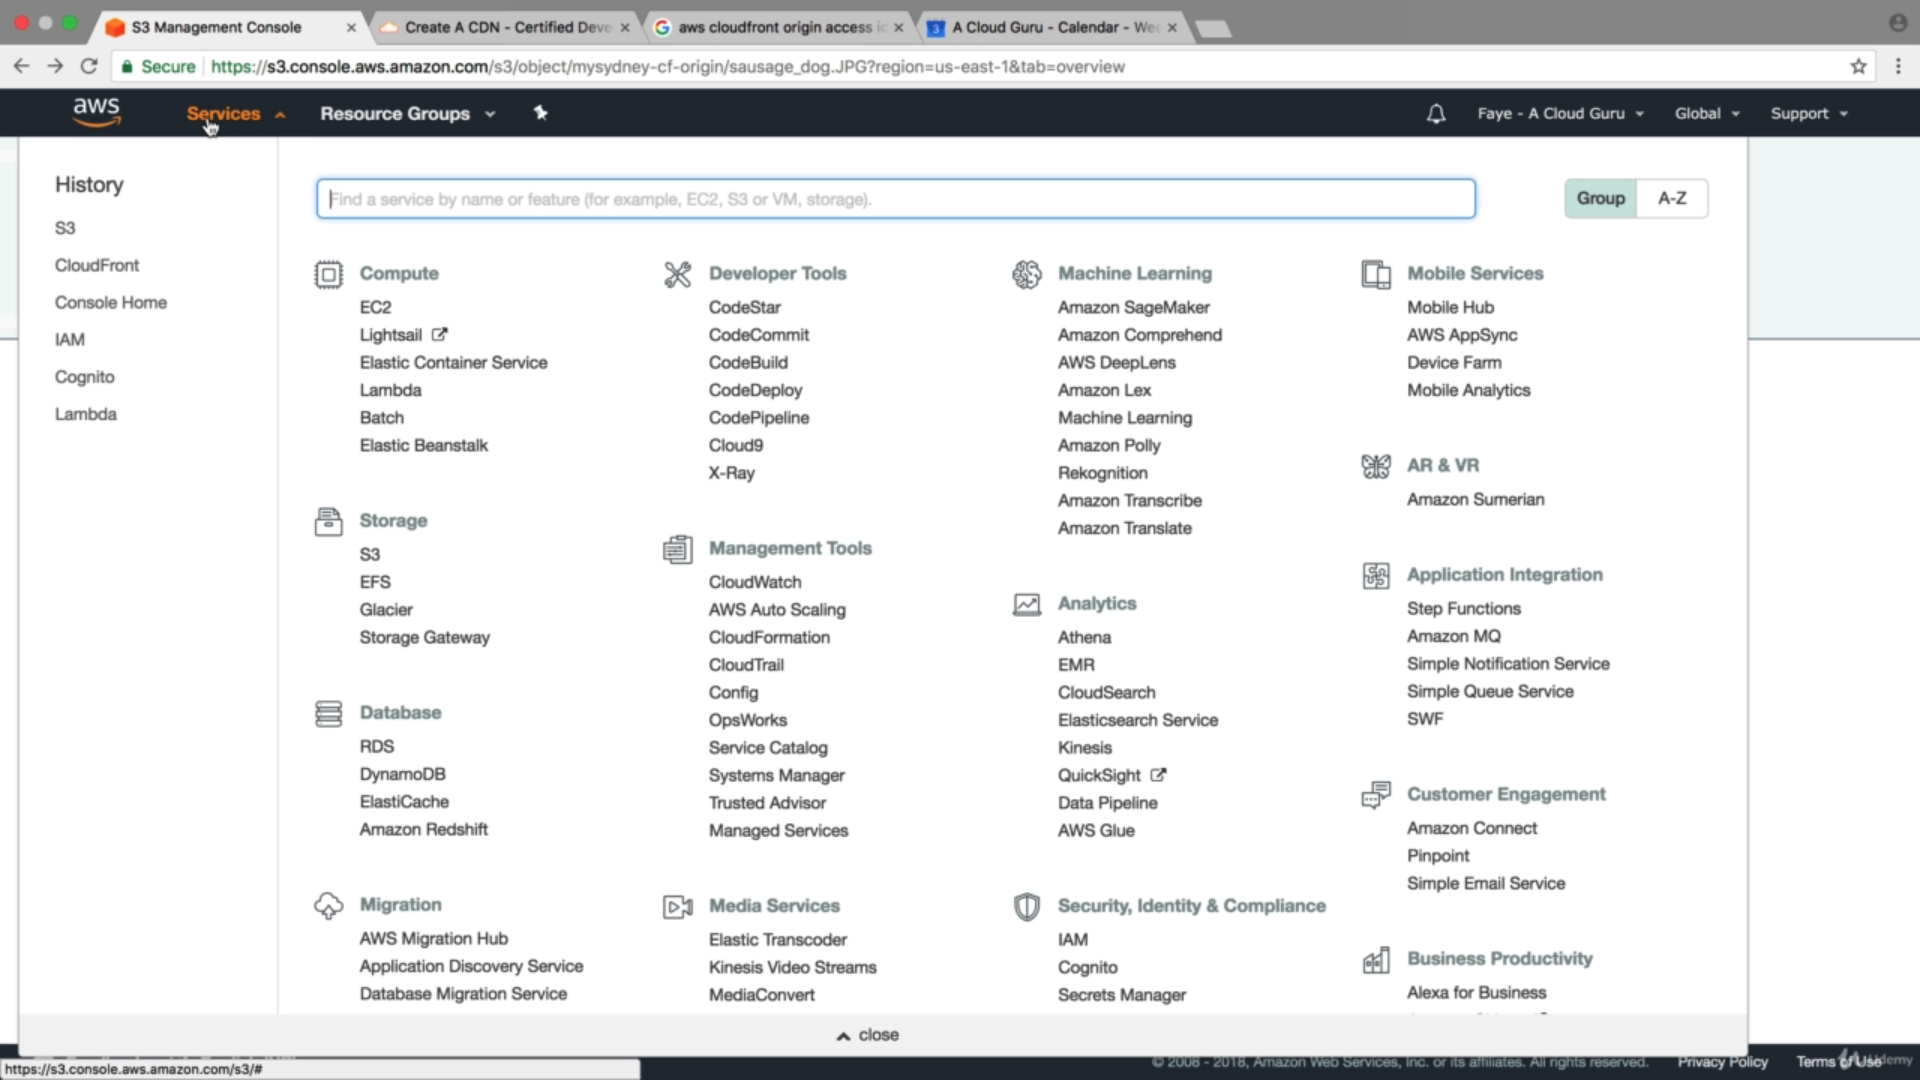 S3 Management Console
Create A CDN - Certified Deve
aws cloudfront origin access id
A Cloud Guru - Calendar - Wee
Secure
https://s3.console.aws.amazon.com/s3/object/mysydney-cf-origin/sausage_dog.JPG?region=us-east-1&tab=overview
aws
Services
Resource Groups
Faye - A Cloud Guru
Global
Support
History
S3
CloudFront
Console Home
IAM
Cognito
Lambda
Find a service by name or feature (for example, EC2, S3 or VM, storage).
Group
A-Z
Compute
EC2
Lightsail
Elastic Container Service
Lambda
Batch
Elastic Beanstalk
Storage
S3
EFS
Glacier
Storage Gateway
Database
RDS
DynamoDB
ElastiCache
Amazon Redshift
Migration
AWS Migration Hub
Application Discovery Service
Database Migration Service
Developer Tools
CodeStar
CodeCommit
CodeBuild
CodeDeploy
CodePipeline
Cloud9
X-Ray
Management Tools
CloudWatch
AWS Auto Scaling
CloudFormation
CloudTrail
Config
OpsWorks
Service Catalog
Systems Manager
Trusted Advisor
Managed Services
Media Services
Elastic Transcoder
Kinesis Video Streams
MediaConvert
Machine Learning
Amazon SageMaker
Amazon Comprehend
AWS DeepLens
Amazon Lex
Machine Learning
Amazon Polly
Rekognition
Amazon Transcribe
Amazon Translate
Analytics
Athena
EMR
CloudSearch
Elasticsearch Service
Kinesis
QuickSight
Data Pipeline
AWS Glue
Security, Identity & Compliance
IAM
Cognito
Secrets Manager
Mobile Services
Mobile Hub
AWS AppSync
Device Farm
Mobile Analytics
AR & VR
Amazon Sumerian
Application Integration
Step Functions
Amazon MQ
Simple Notification Service
Simple Queue Service
SWF
Customer Engagement
Amazon Connect
Pinpoint
Simple Email Service
Business Productivity
Alexa for Business
close
https://s3.console.aws.amazon.com/s3/#
© 2008 - 2018, Amazon Web Services, Inc. or its affiliates. All rights reserved.
Privacy Policy
Terms of Use